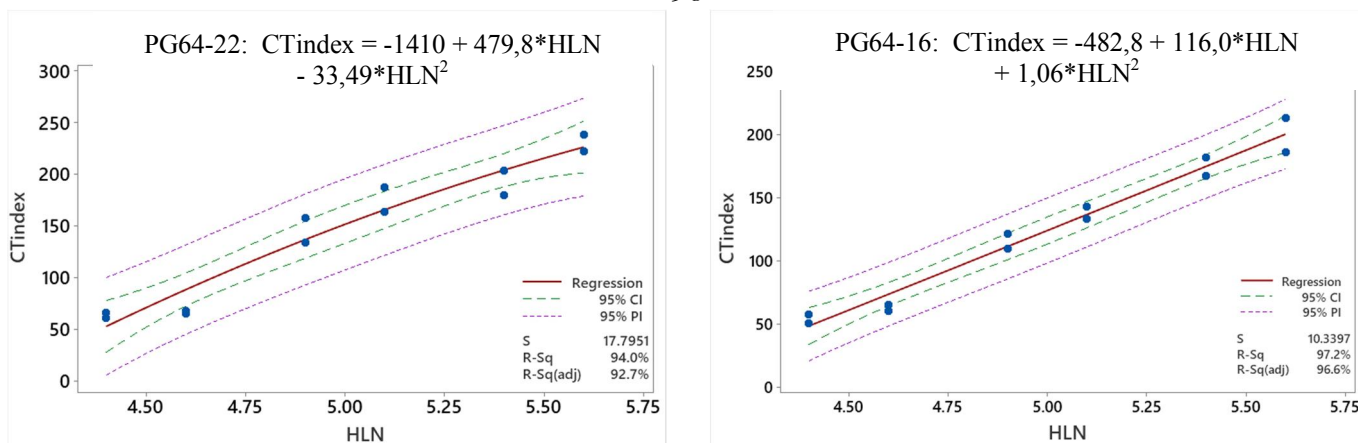 PG64-22: CTindex = -1410 + 479,8*HLN
- 33,49*HLN²
300
250
200
150
100
50
0
CTindex
4.50 4.75 5.00 5.25 5.50 5.75
HLN
Regression
95% CI
95% PI
S 17.7951
R-Sq 94.0%
R-Sq(adj) 92.7%
PG64-16: CTindex = -482,8 + 116,0*HLN
+ 1,06*HLN²
250
200
150
100
50
0
CTindex
4.50 4.75 5.00 5.25 5.50 5.75
HLN
Regression
95% CI
95% PI
S 10.3397
R-Sq 97.2%
R-Sq(adj) 96.6%